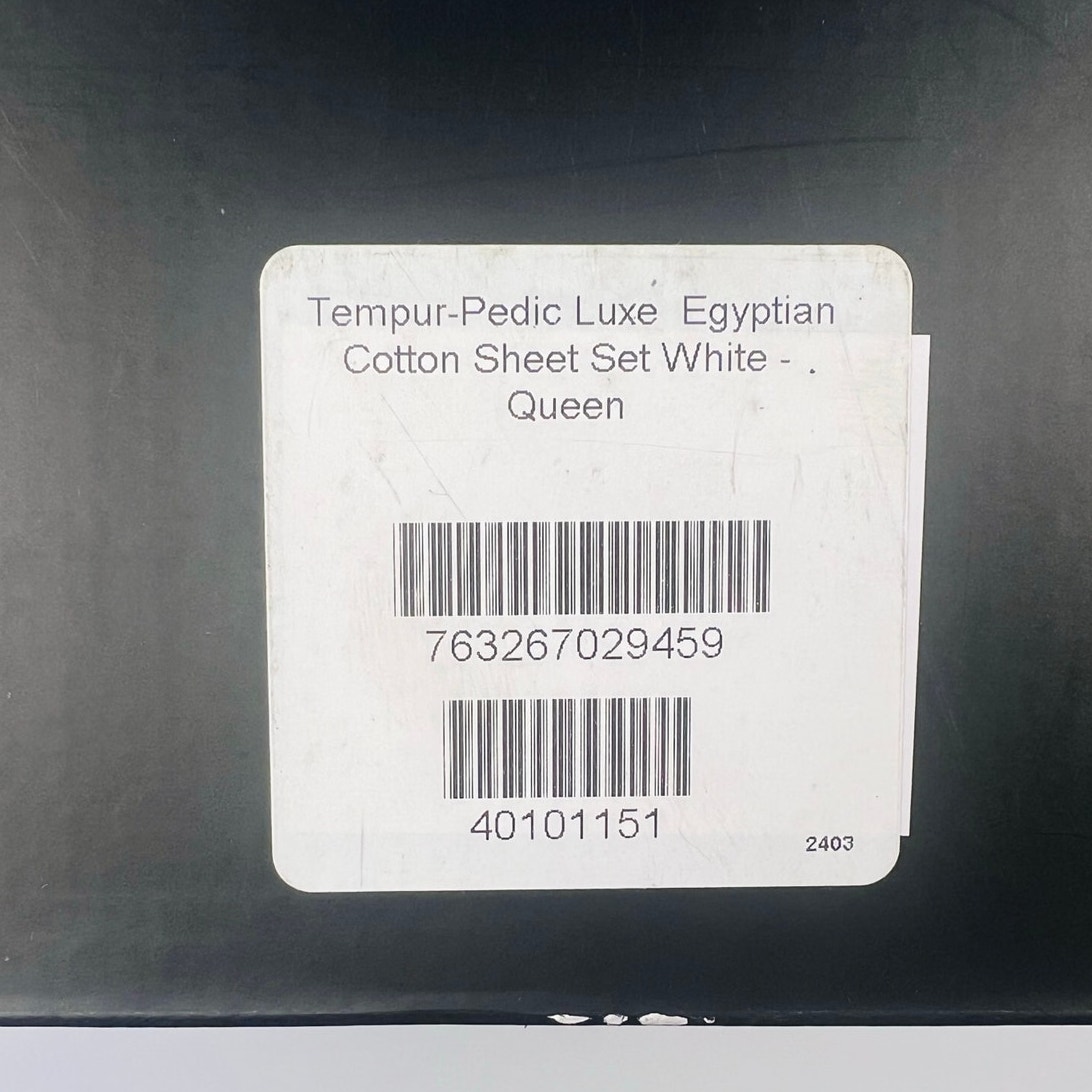 Tempur-Pedic Luxe  Egyptian
Cotton Sheet Set White -
Queen
763267029459
40101151
2403